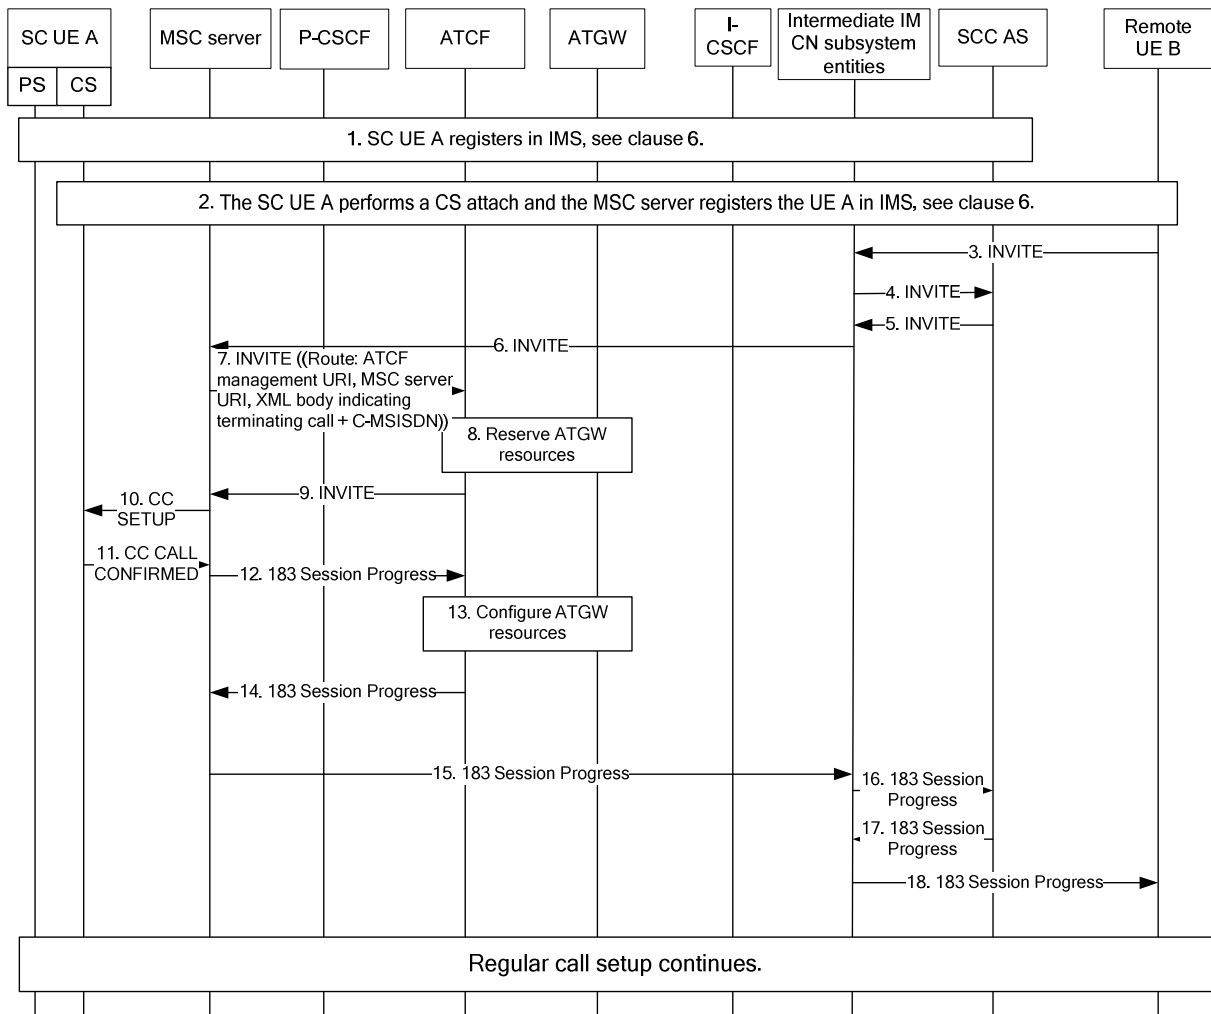 SC UE A
PS
CS
MSC server
P-CSCF
ATCF
ATGW
I-
CSCF
Intermediate IM
CN subsystem
entities
SCC AS
Remote
UE B
1. SC UE A registers in IMS, see clause 6.
2. The SC UE A performs a CS attach and the MSC server registers the UE A in IMS, see clause 6.
3. INVITE
4. INVITE
5. INVITE
6. INVITE
7. INVITE ((Route: ATCF
management URI, MSC server
URI, XML body indicating
terminating call + C-MSISDN))
8. Reserve ATGW
resources
9. INVITE
10. CC
SETUP
11. CC CALL
CONFIRMED
12. 183 Session Progress
13. Configure ATGW
resources
14. 183 Session Progress
15. 183 Session Progress
16. 183 Session
Progress
17. 183 Session
Progress
18. 183 Session Progress
Regular call setup continues.